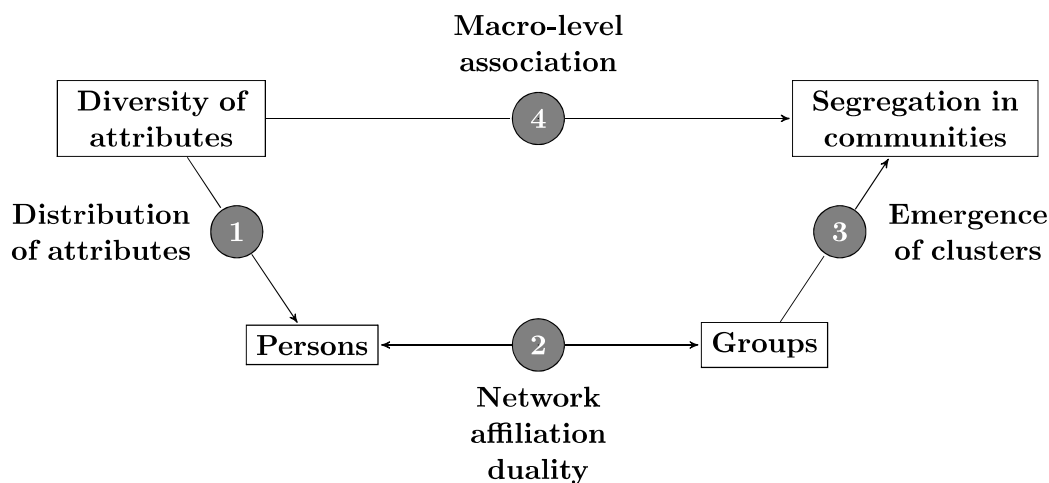 Macro-level
association
Diversity of
attributes
4
Segregation in
communities
Distribution
of attributes
1
3
Emergence
of clusters
Persons
2
Groups
Network
affiliation
duality